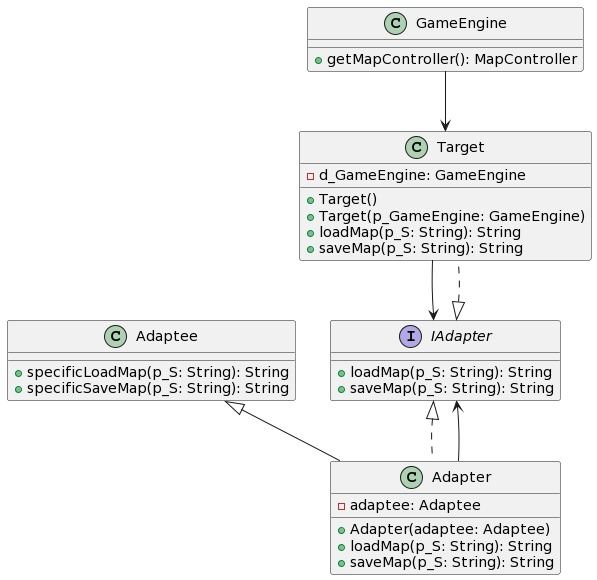 C GameEngine
getMapController(): MapController
C Target
d_GameEngine: GameEngine
Target()
Target(p_GameEngine: GameEngine)
loadMap(p_S: String): String
saveMap(p_S: String): String
C Adaptee
specificLoadMap(p_S: String): String
specificSaveMap(p_S: String): String
I IAdapter
loadMap(p_S: String): String
saveMap(p_S: String): String
C Adapter
adaptee: Adaptee
Adapter(adaptee: Adaptee)
loadMap(p_S: String): String
saveMap(p_S: String): String